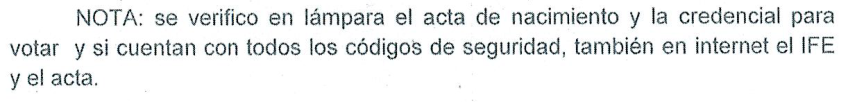 NOTA: se verifico en lámpara el acta de nacimiento y la credencial para
votar y si cuentan con todos los códigos de seguridad, también en internet el IFE
y el acta.